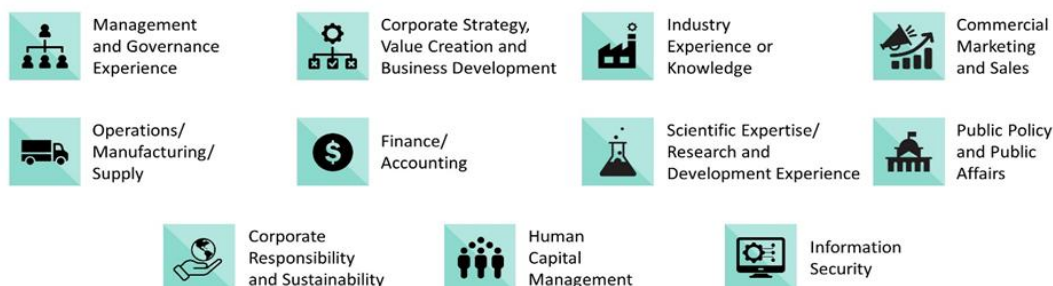 Management
and Governance
Experience
Corporate Strategy,
Value Creation and
Business Development
Industry
Experience or
Knowledge
Commercial
Marketing
and Sales
Operations/
Manufacturing/
Supply
Finance/
Accounting
Scientific Expertise/
Research and
Development Experience
Public Policy
and Public
Affairs
Corporate
Responsibility
and Sustainability
Human
Capital
Management
Information
Security